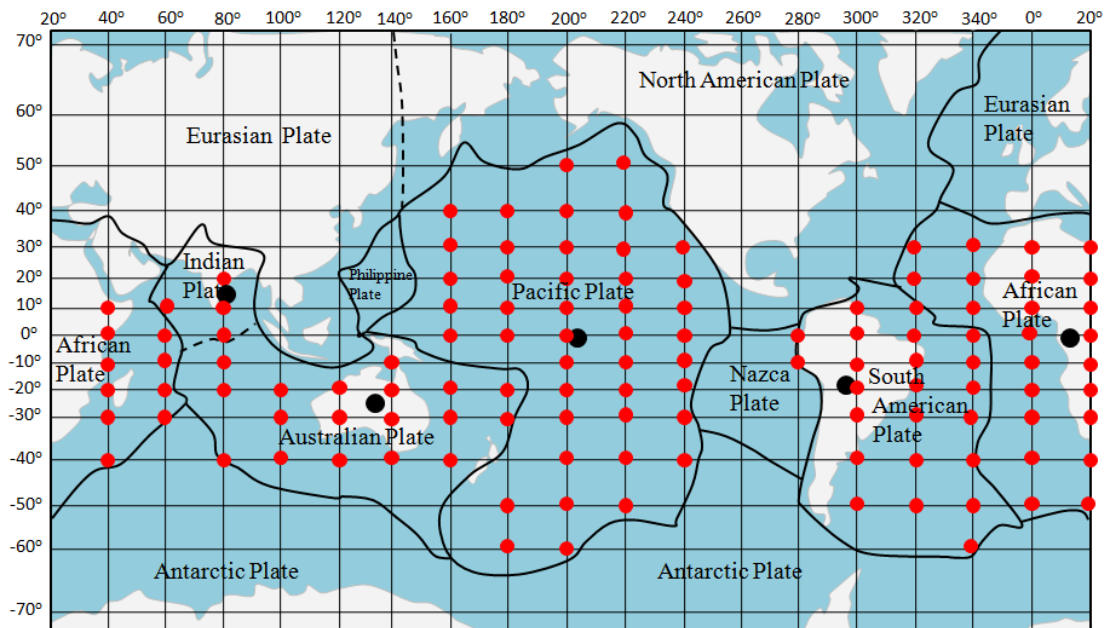 20° 40° 60° 80° 100° 120° 140° 160° 180° 200° 220° 240° 280° 300° 320° 340° 0° 20°
70°
North American Plate
Eurasian
Plate
60°
Eurasian Plate
50°
40°
30°
Indian
Plate
20°
Philippine
Plate
Pacific Plate
African
Plate
10°
0°
African
Plate
-10°
Nazca
Plate
South
American
Plate
-20°
-30°
Australian Plate
-40°
-50°
-60°
Antarctic Plate
Antarctic Plate
-70°